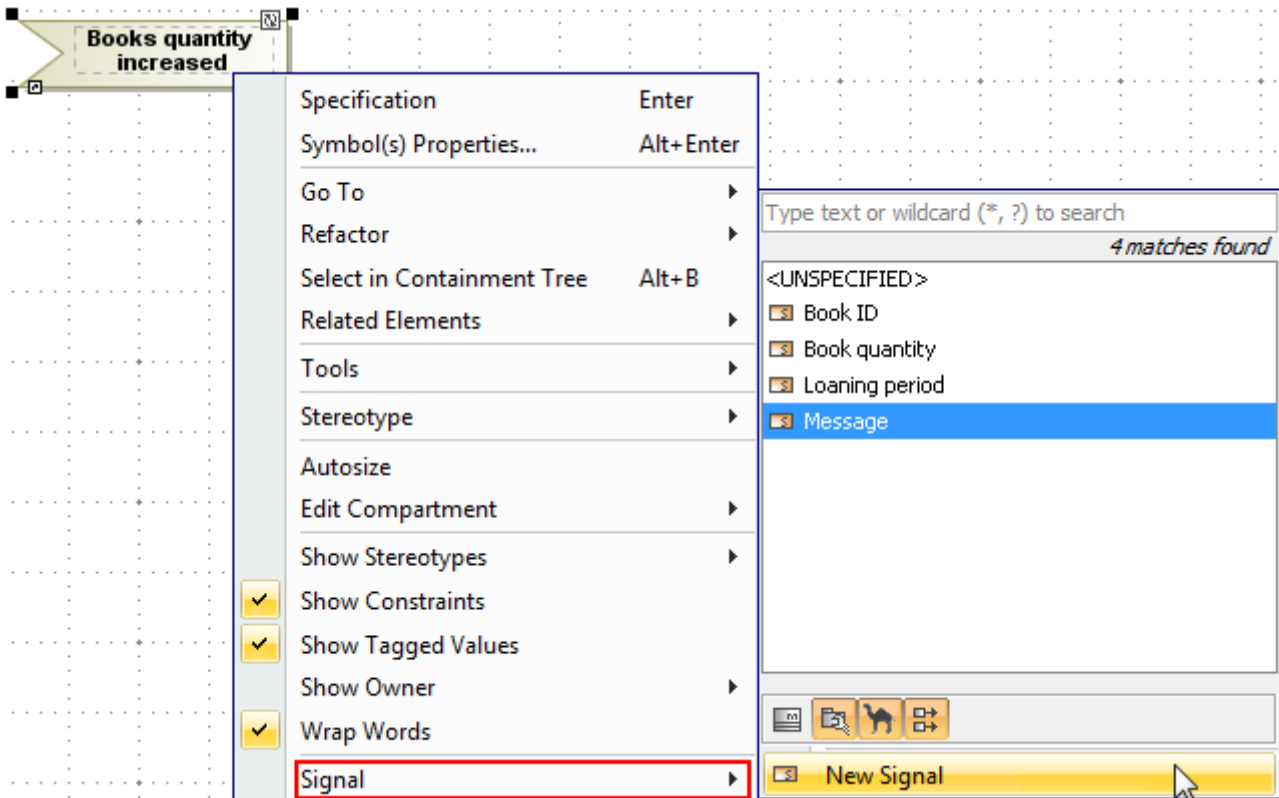 Books quantity
increased
Specification Enter
Symbol(s) Properties... Alt+Enter
Go To
Refactor
Select in Containment Tree Alt+B
Related Elements
Tools
Stereotype
Autosize
Edit Compartment
Show Stereotypes
Show Constraints
Show Tagged Values
Show Owner
Wrap Words
Signal
Type text or wildcard (*, ?) to search
4 matches found
<UNSPECIFIED>
Book ID
Book quantity
Loaning period
Message
New Signal